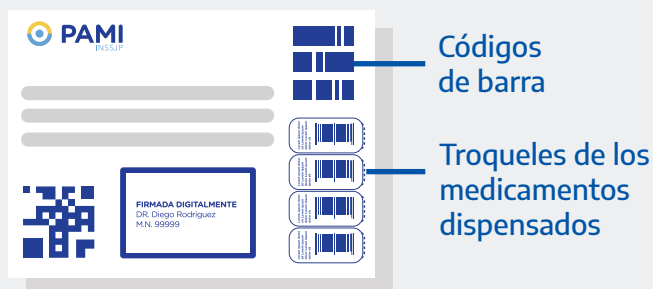 PAMI
INSSJP
Códigos
de barra
Troqueles de los
medicamentos
dispensados
FIRMADA DIGITALMENTE
DR. Diego Rodriguez
M.N. 99999